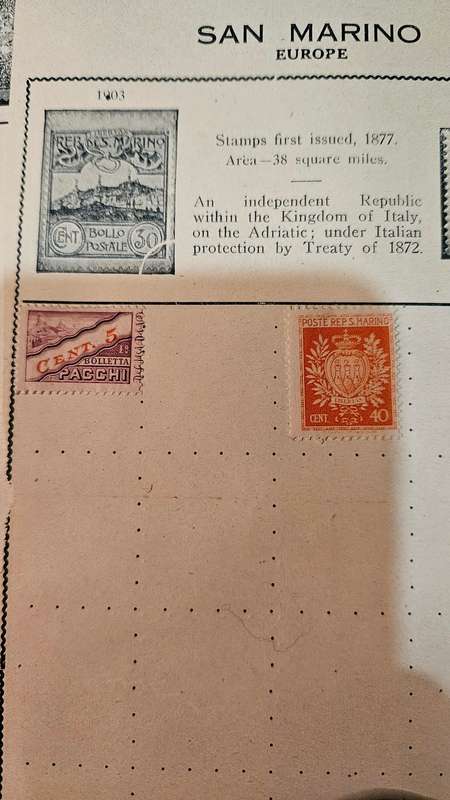 SAN MARINO
EUROPE
1903
REP. S. MARINO
CENT
BOLLO
POSTALE
30
Stamps first issued, 1877.
Area—38 square miles.
An independent Republic
within the Kingdom of Italy,
on the Adriatic; under Italian
protection by Treaty of 1872.
CENT. 5
BOLLETTA
PACCHI
POSTE REP. S. MARINO
LIBERTAS
CENT. 40